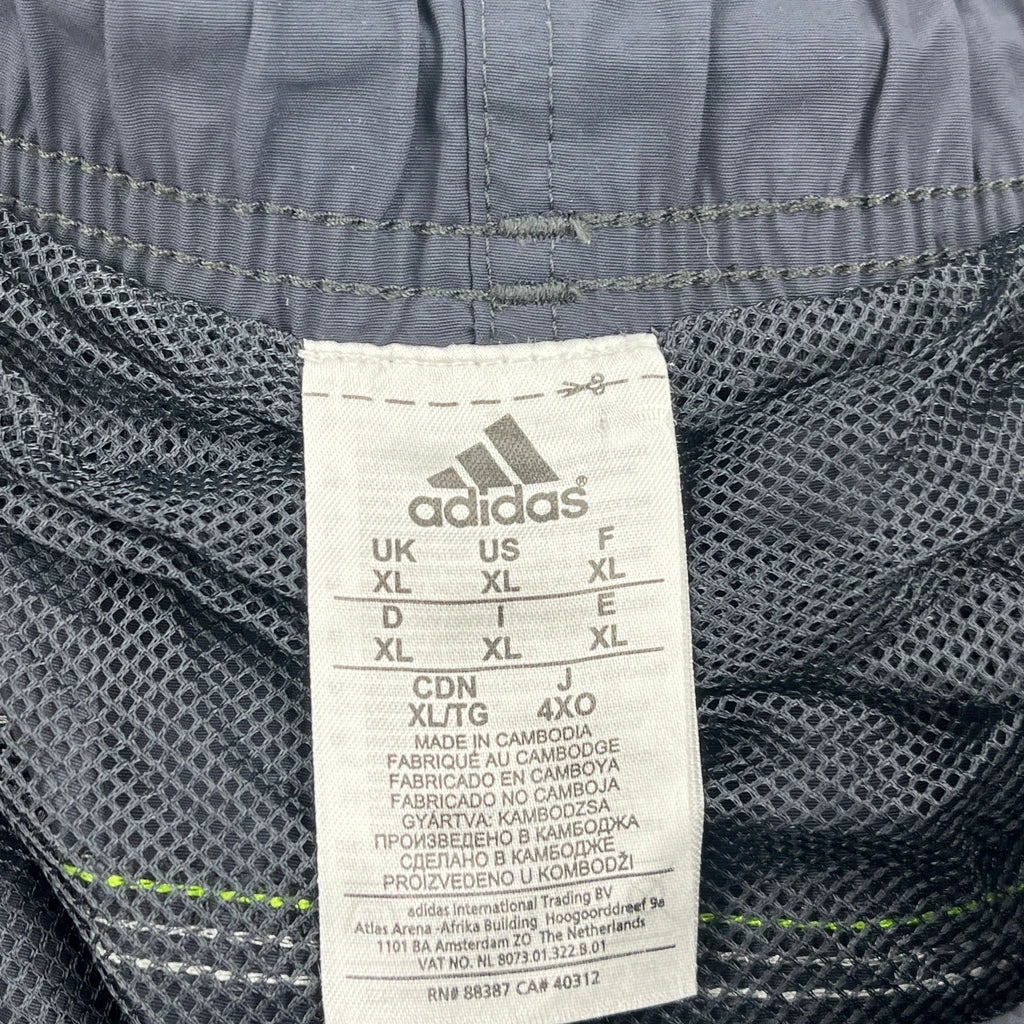 adidas®
UK US F
XL XL XL
D I E
XL XL XL
CDN J
XL/TG 4XO
MADE IN CAMBODIA
FABRIQUÉ AU CAMBODGE
FABRICADO EN CAMBOYA
FABRICADO NO CAMBOJA
GYÁRTVA: KAMBODZSA
ПРОИЗВЕДЕНО В КАМБОДЖА
СДЕЛАНО В КАМБОДЖЕ
PROIZVEDENO U KOMBODŽI
adidas International Trading BV
Atlas Arena -Afrika Building Hoogoorddreef 9a
1101 BA Amsterdam ZO The Netherlands
VAT NO. NL 8073.01.322.B.01
RN# 88387 CA# 40312